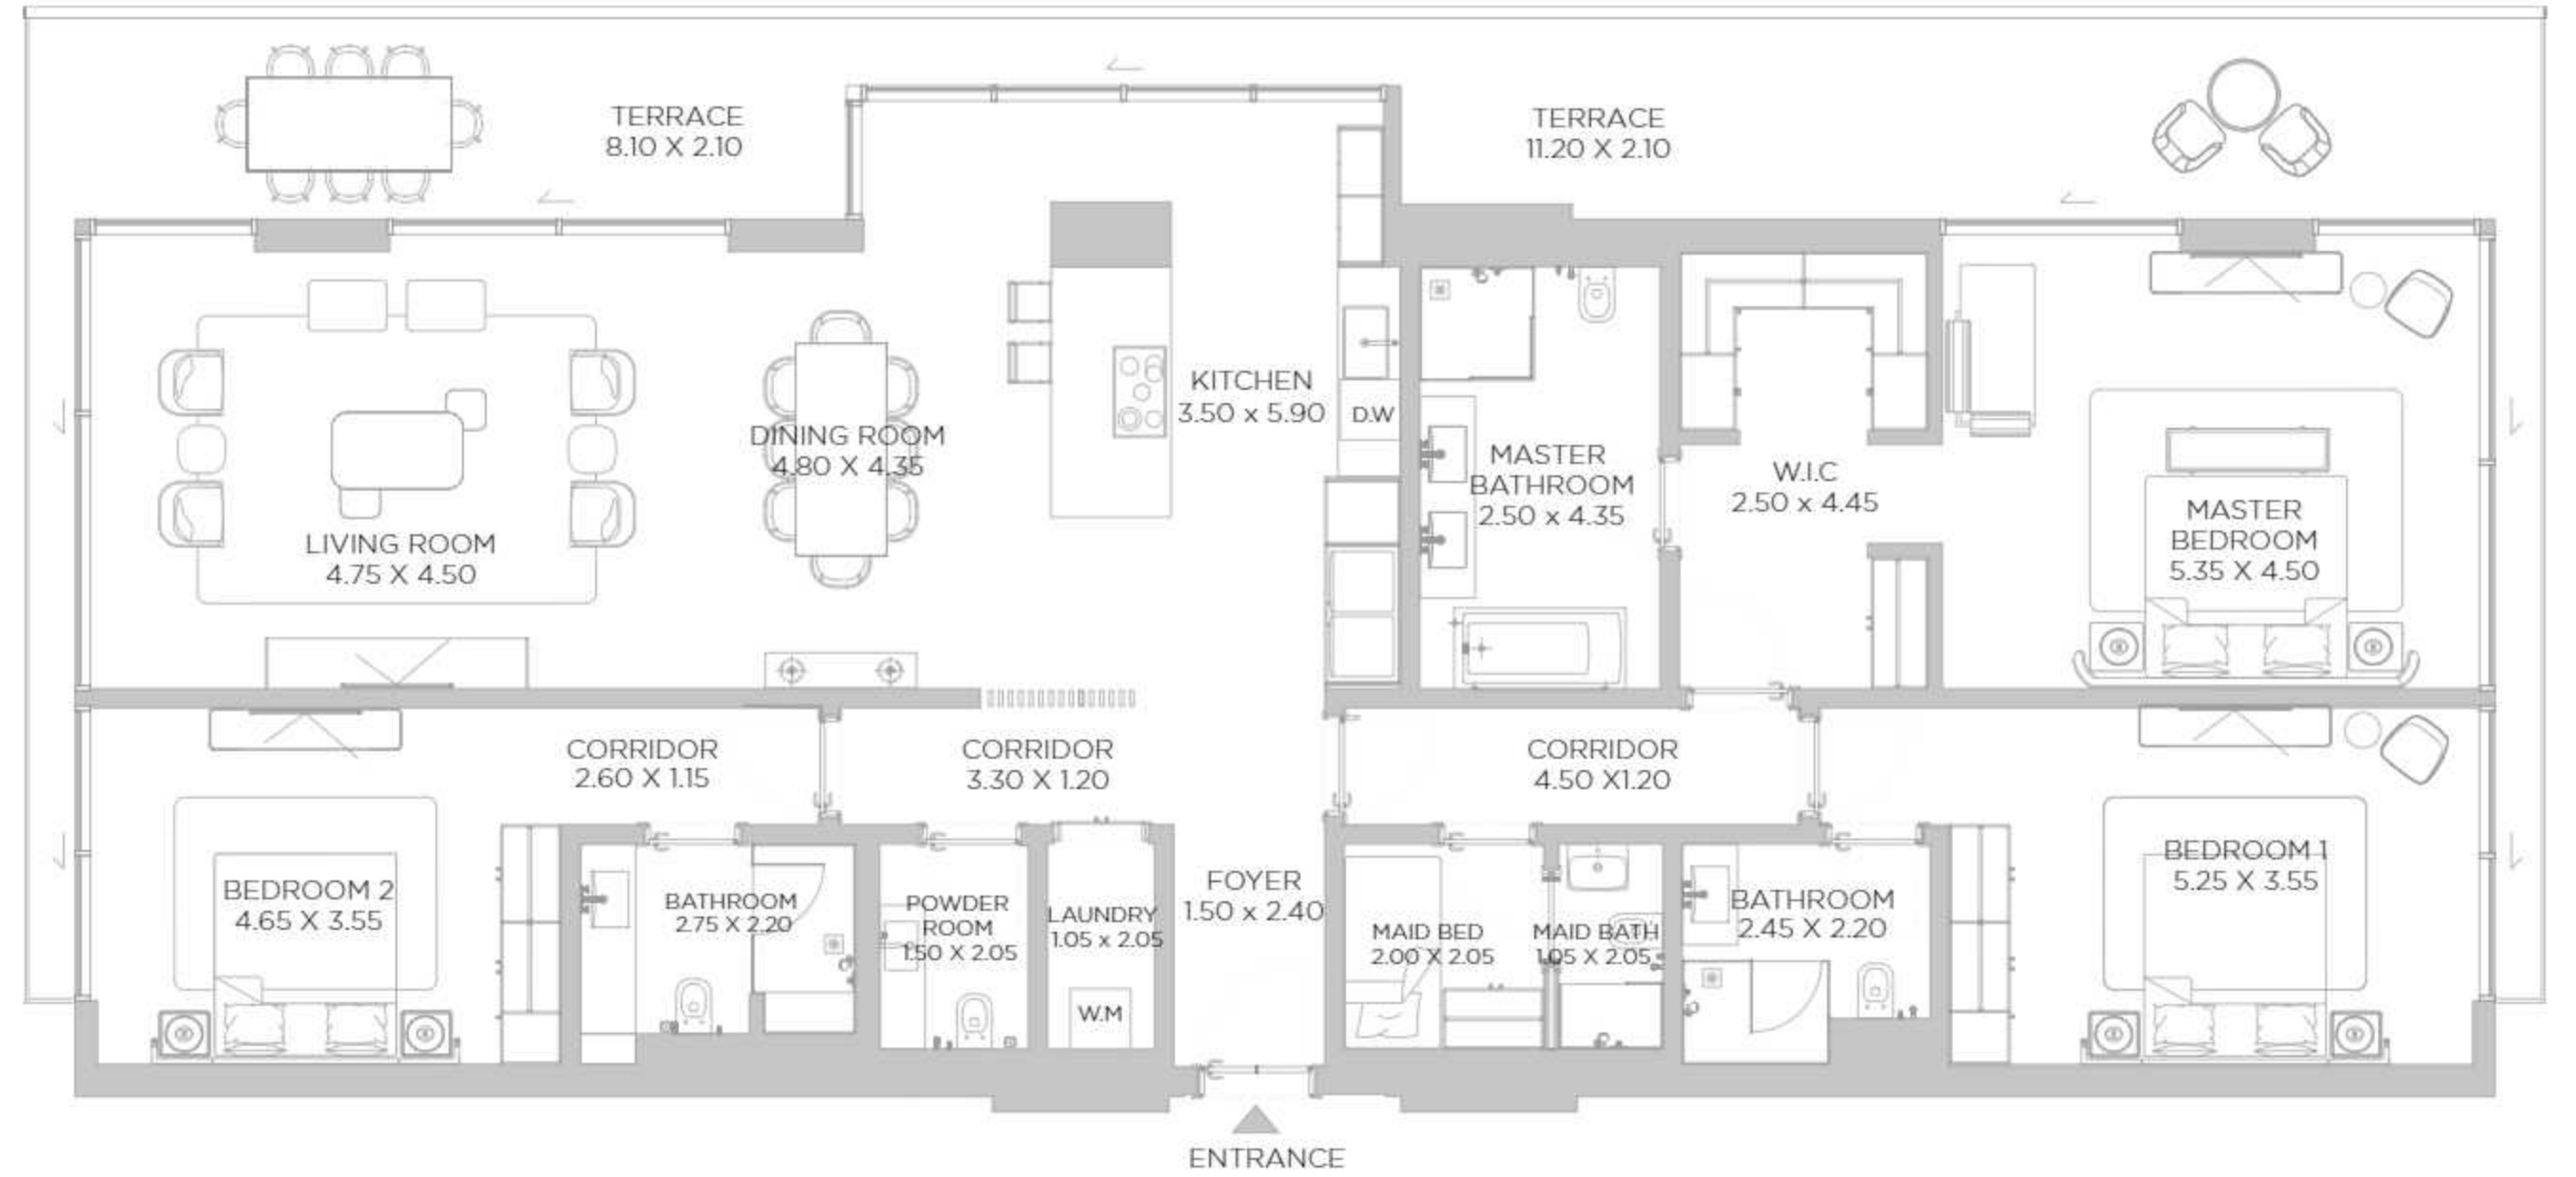 TERRACE
8.10 X 2.10
TERRACE
11.20 X 2.10
KITCHEN
3.50 x 5.90
D.W
DINING ROOM
4.80 X 4.35
LIVING ROOM
4.75 X 4.50
MASTER
BATHROOM
2.50 x 4.35
W.I.C
2.50 x 4.45
MASTER
BEDROOM
5.35 X 4.50
CORRIDOR
2.60 X 1.15
CORRIDOR
3.30 X 1.20
CORRIDOR
4.50 X1.20
BEDROOM 2
4.65 X 3.55
BATHROOM
2.75 X 2.20
POWDER
ROOM
1.50 X 2.05
LAUNDRY
1.05 x 2.05
W.M
FOYER
1.50 x 2.40
MAID BED
2.00 X 2.05
MAID BATH
1.05 X 2.05
BATHROOM
2.45 X 2.20
BEDROOM 1
5.25 X 3.55
ENTRANCE